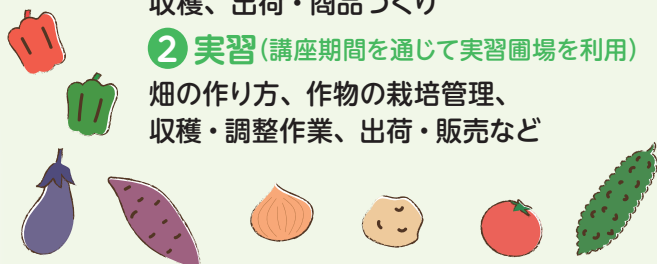 収穫、出荷・商品づくり
2 実習(講座期間を通じて実習圃場を利用)
畑の作り方、作物の栽培管理、
収穫・調整作業、出荷・販売など